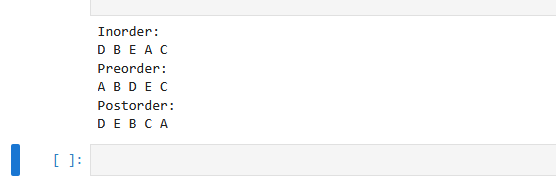 Inorder:
D B E A C
Preorder:
A B D E C
Postorder:
D E B C A
[ ]: